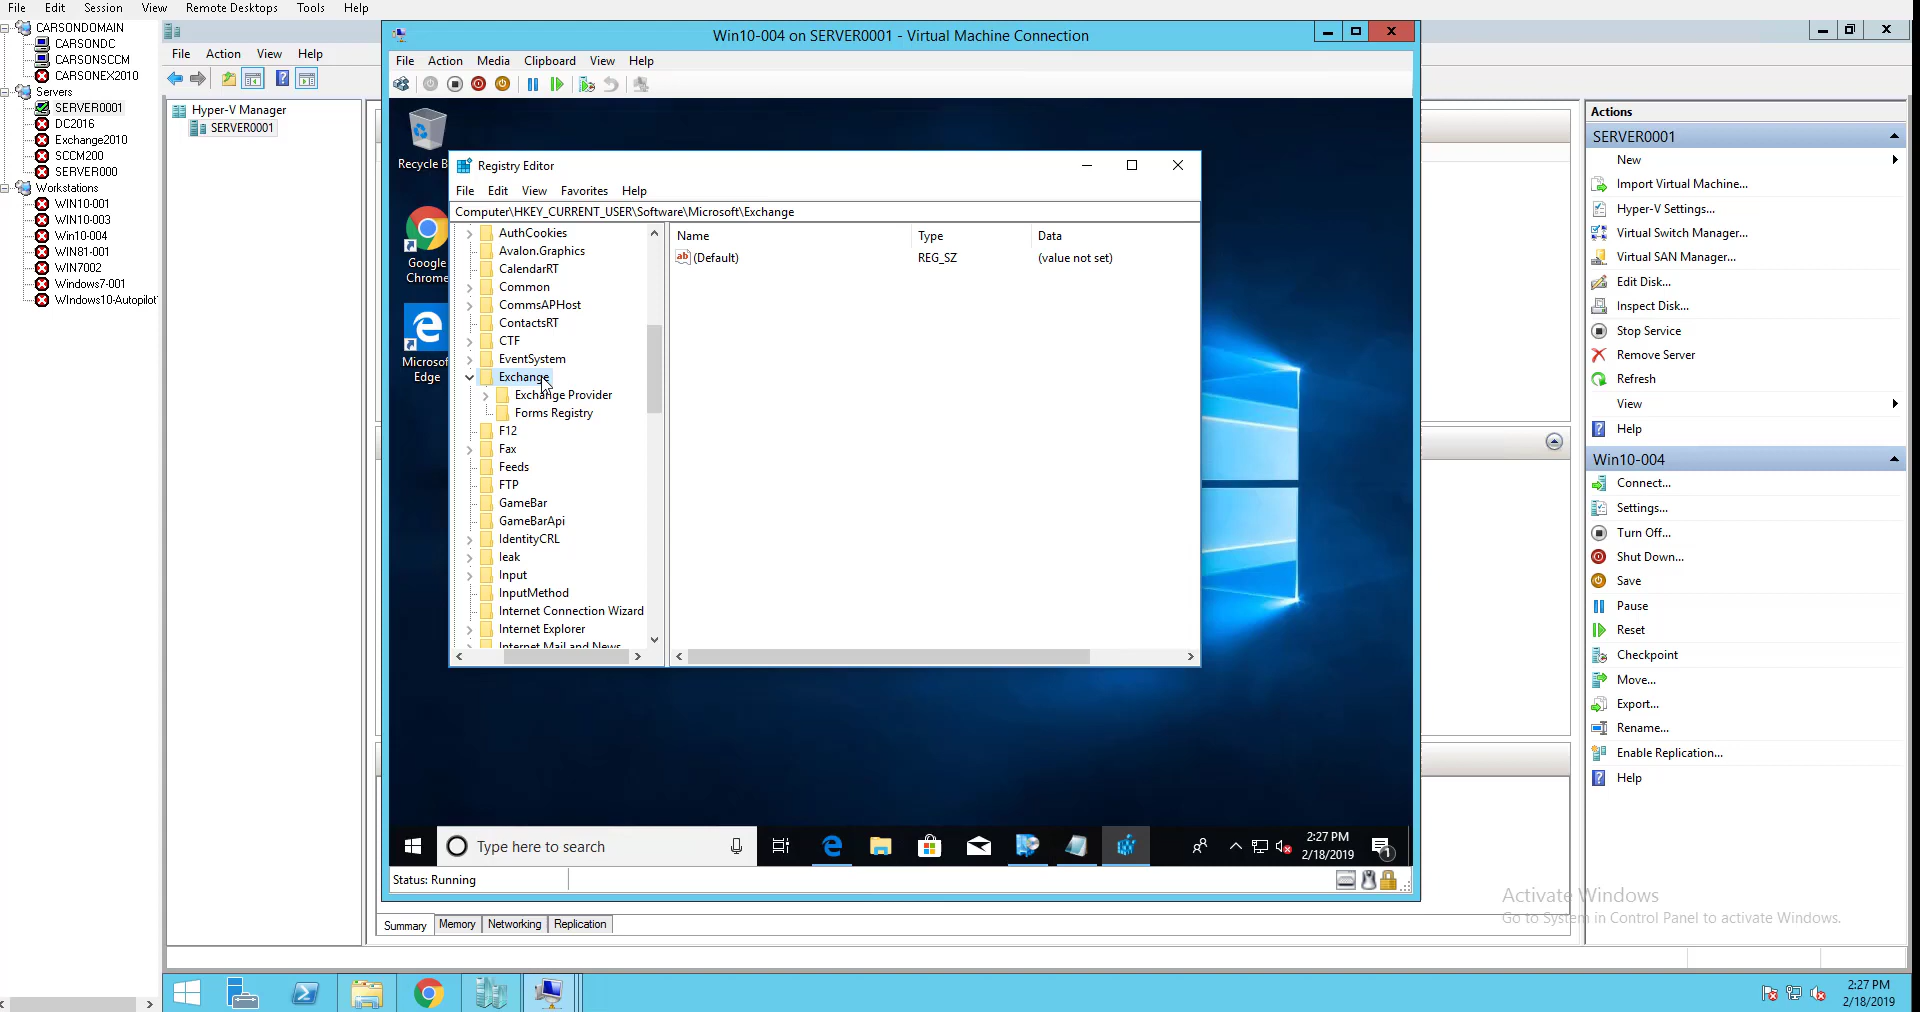 File Edit Session View Remote Desktops Tools Help
CARSONDOMAIN
CARSONDC
CARSONSCCM
CARSONEX2010
Servers
SERVER0001
DC2016
Exchange2010
SCCM200
SERVER000
Workstations
WIN10-001
WIN10-003
Win10-004
WIN81-001
WIN7002
Windows7-001
WIndows10-Autopilot
File Action View Help
Hyper-V Manager
SERVER0001
Win10-004 on SERVER0001 - Virtual Machine Connection
File Action Media Clipboard View Help
Recycle B
Google
Chrome
Microsof
Edge
Registry Editor
File Edit View Favorites Help
Computer\HKEY_CURRENT_USER\Software\Microsoft\Exchange
AuthCookies
Avalon.Graphics
CalendarRT
Common
CommsAPHost
ContactsRT
CTF
EventSystem
Exchange
Exchange Provider
Forms Registry
F12
Fax
Feeds
FTP
GameBar
GameBarApi
IdentityCRL
Ieak
Input
InputMethod
Internet Connection Wizard
Internet Explorer
Internet Mail and News
Name Type Data
(Default) REG_SZ (value not set)
Type here to search
2:27 PM
2/18/2019
1
Status: Running
Summary Memory Networking Replication
Actions
SERVER0001
New
Import Virtual Machine...
Hyper-V Settings...
Virtual Switch Manager...
Virtual SAN Manager...
Edit Disk...
Inspect Disk...
Stop Service
Remove Server
Refresh
View
Help
Win10-004
Connect...
Settings...
Turn Off...
Shut Down...
Save
Pause
Reset
Checkpoint
Move...
Export...
Rename...
Enable Replication...
Help
Activate Windows
Go to System in Control Panel to activate Windows.
2:27 PM
2/18/2019